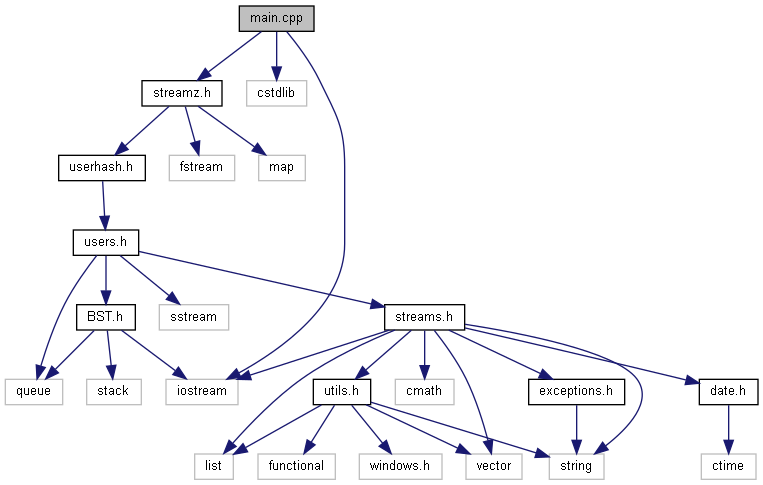 main.cpp
streamz.h
cstdlib
userhash.h
fstream
map
users.h
BST.h
sstream
streams.h
queue
stack
iostream
utils.h
cmath
exceptions.h
date.h
list
functional
windows.h
vector
string
ctime